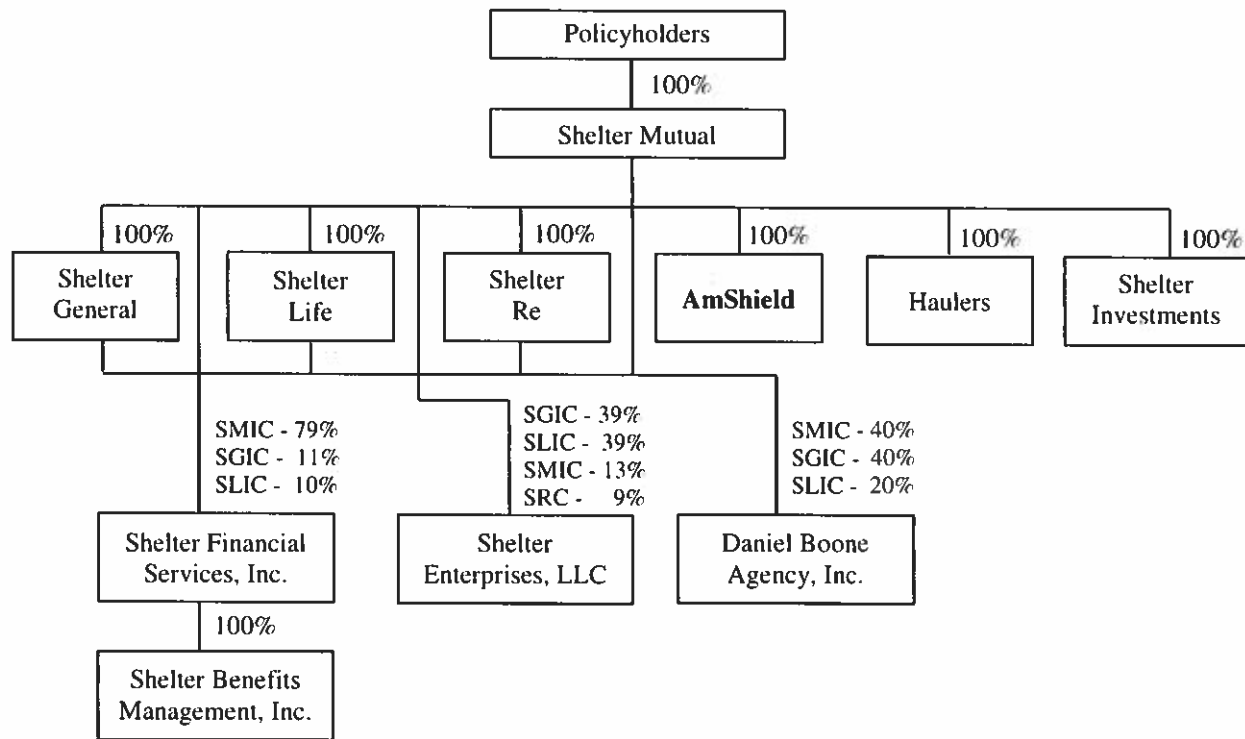 Policyholders
100%
Shelter Mutual
100%
100%
100%
100%
100%
100%
Shelter
General
Shelter
Life
Shelter
Re
AmShield
Haulers
Shelter
Investments
SMIC - 79%
SGIC - 11%
SLIC - 10%
SGIC - 39%
SLIC - 39%
SMIC - 13%
SRC - 9%
SMIC - 40%
SGIC - 40%
SLIC - 20%
Shelter Financial
Services, Inc.
Shelter
Enterprises, LLC
Daniel Boone
Agency, Inc.
100%
Shelter Benefits
Management, Inc.